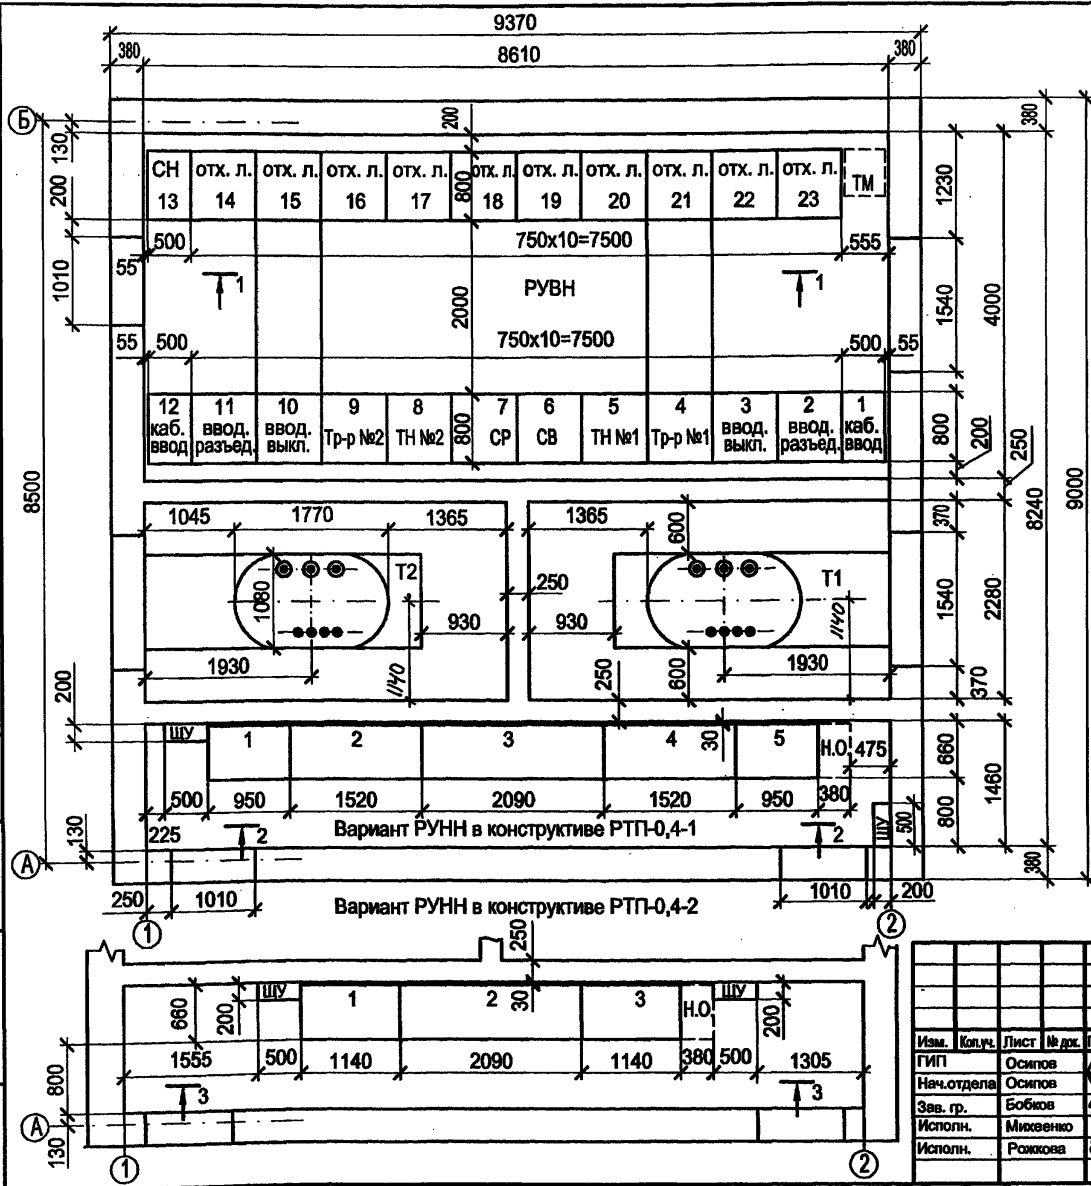 9370
380 8610 380
Б
130
200
380
СН отх. л. отх. л. отх. л. отх. л. отх. л. отх. л. отх. л. отх. л. отх. л. отх. л. ТМ
13 14 15 16 17 18 19 20 21 22 23
200
800
1230
500 750х10=7500 555
55
1010
1 РУВН 1
2000
1540
4000
55 500 750х10=7500 500 55
12 11 10 9 8 7 6 5 4 3 2 1
каб. ввод. ввод. Тр-р №2 ТН №2 СР СВ ТН №1 Тр-р №1 ввод. ввод. каб.
ввод разъед. выкл. выкл. разъед. ввод
800
800
200
250
8500
8240
9000
1045 1770 1365 1365
600
370
1080
Т2 250 Т1
930 930
1140
1140
1540
2280
1930 1930
250
600
370
200
ШУ 1 2 3 4 5 Н.О. 475
30
660
1460
500 950 1520 2090 1520 950 380
800
130
225 2 Вариант РУНН в конструктиве РТП-0,4-1 2
ШУ
500
А
380
250 1010 1010 200
Вариант РУНН в конструктиве РТП-0,4-2
1 2
250
ШУ 1 2 3 Н.О. ШУ
660
200
30
200
1555 500 1140 2090 1140 380 500 1305
800
3 3
А
130
1 2
Изм. Кол.уч. Лист № док.
ГИП Осипов
Нач.отдела Осипов
Зав. гр. Бобков
Исполн. Михеенко
Исполн. Рожкова